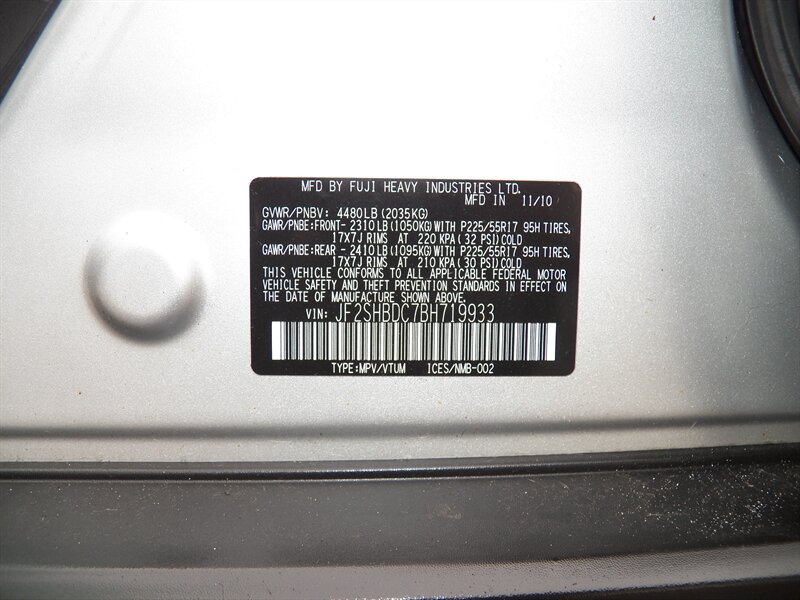 MFD BY FUJI HEAVY INDUSTRIES LTD.
MFD IN 11/10
GVWR/PNBV: 4480LB(2035KG)
GAWR/PNBE:FRONT- 2310LB(1050KG)WITH P225/55R17 95H TIRES,
17X7J RIMS AT 220 KPA( 32 PSI)COLD
GAWR/PNBE:REAR - 2410LB(1095KG)WITH P225/55R17 95H TIRES,
17X7J RIMS AT 210 KPA( 30 PSI)COLD
THIS VEHICLE CONFORMS TO ALL APPLICABLE FEDERAL MOTOR
VEHICLE SAFETY AND THEFT PREVENTION STANDARDS IN EFFECT
ON THE DATE OF MANUFACTURE SHOWN ABOVE.
VIN: JF2SHBDC7BH719933
TYPE:MPV/VTUM ICES/NMB-002